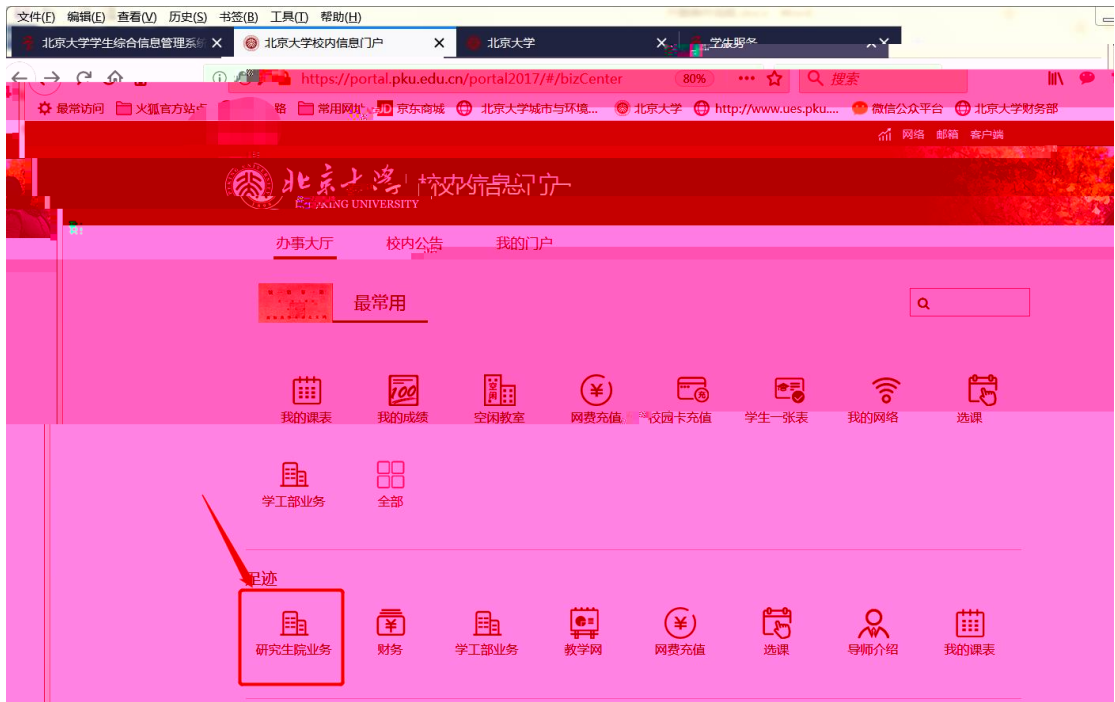 文件(F) 编辑(E) 查看(V) 历史(S) 书签(B) 工具(T) 帮助(H)
北京大学学生综合信息管理系统 北京大学校内信息门户 北京大学
https://portal.pku.edu.cn/portal2017/#/bizCenter 80% 搜索
最常访问 火狐官方站点 常用网址 JD 京东商城 北京大学城市与环境... 北京大学 http://www.ues.pku.... 微信公众平台 北京大学财务部
网络 邮箱 客户端
北京大学 校内信息门户
PEKING UNIVERSITY
办事大厅 校内公告 我的门户
最常用
我的课表 我的成绩 空闲教室 网费充值 校园卡充值 学生一张表 我的网络 选课
学工部业务 全部
足迹
研究生院业务 财务 学工部业务 教学网 网费充值 选课 导师介绍 我的课表